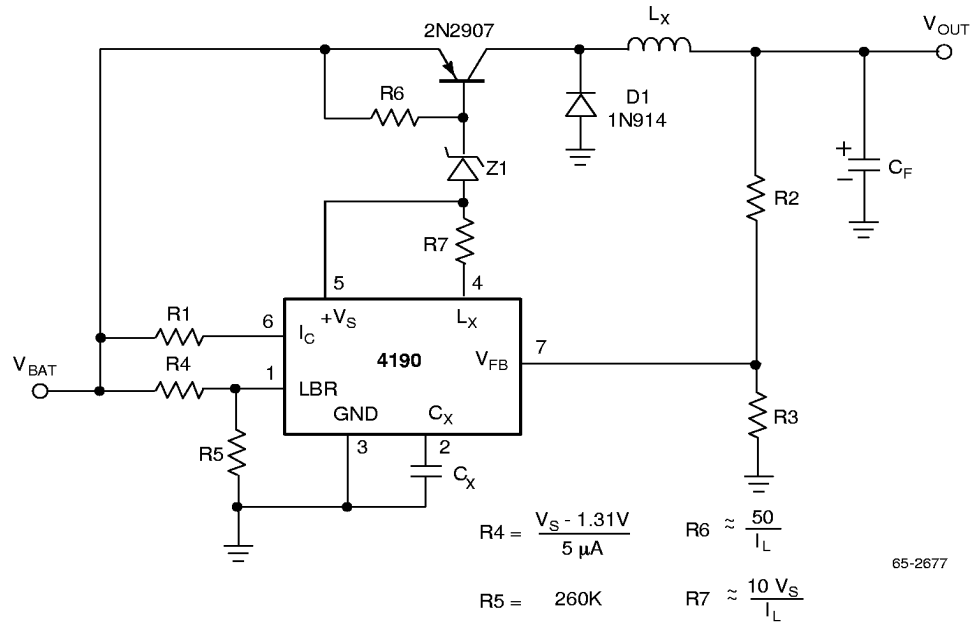 2N2907
L_X
V_OUT
R6
D1
1N914
Z1
+
−
C_F
R2
R7
5
4
R1
6
+V_S
L_X
I_C
4190
V_FB
7
V_BAT
R4
1
LBR
GND
C_X
R3
R5
3
2
C_X
R4 = V_S - 1.31V / 5 µA
R6 ≈ 50 / I_L
65-2677
R5 = 260K
R7 ≈ 10 V_S / I_L